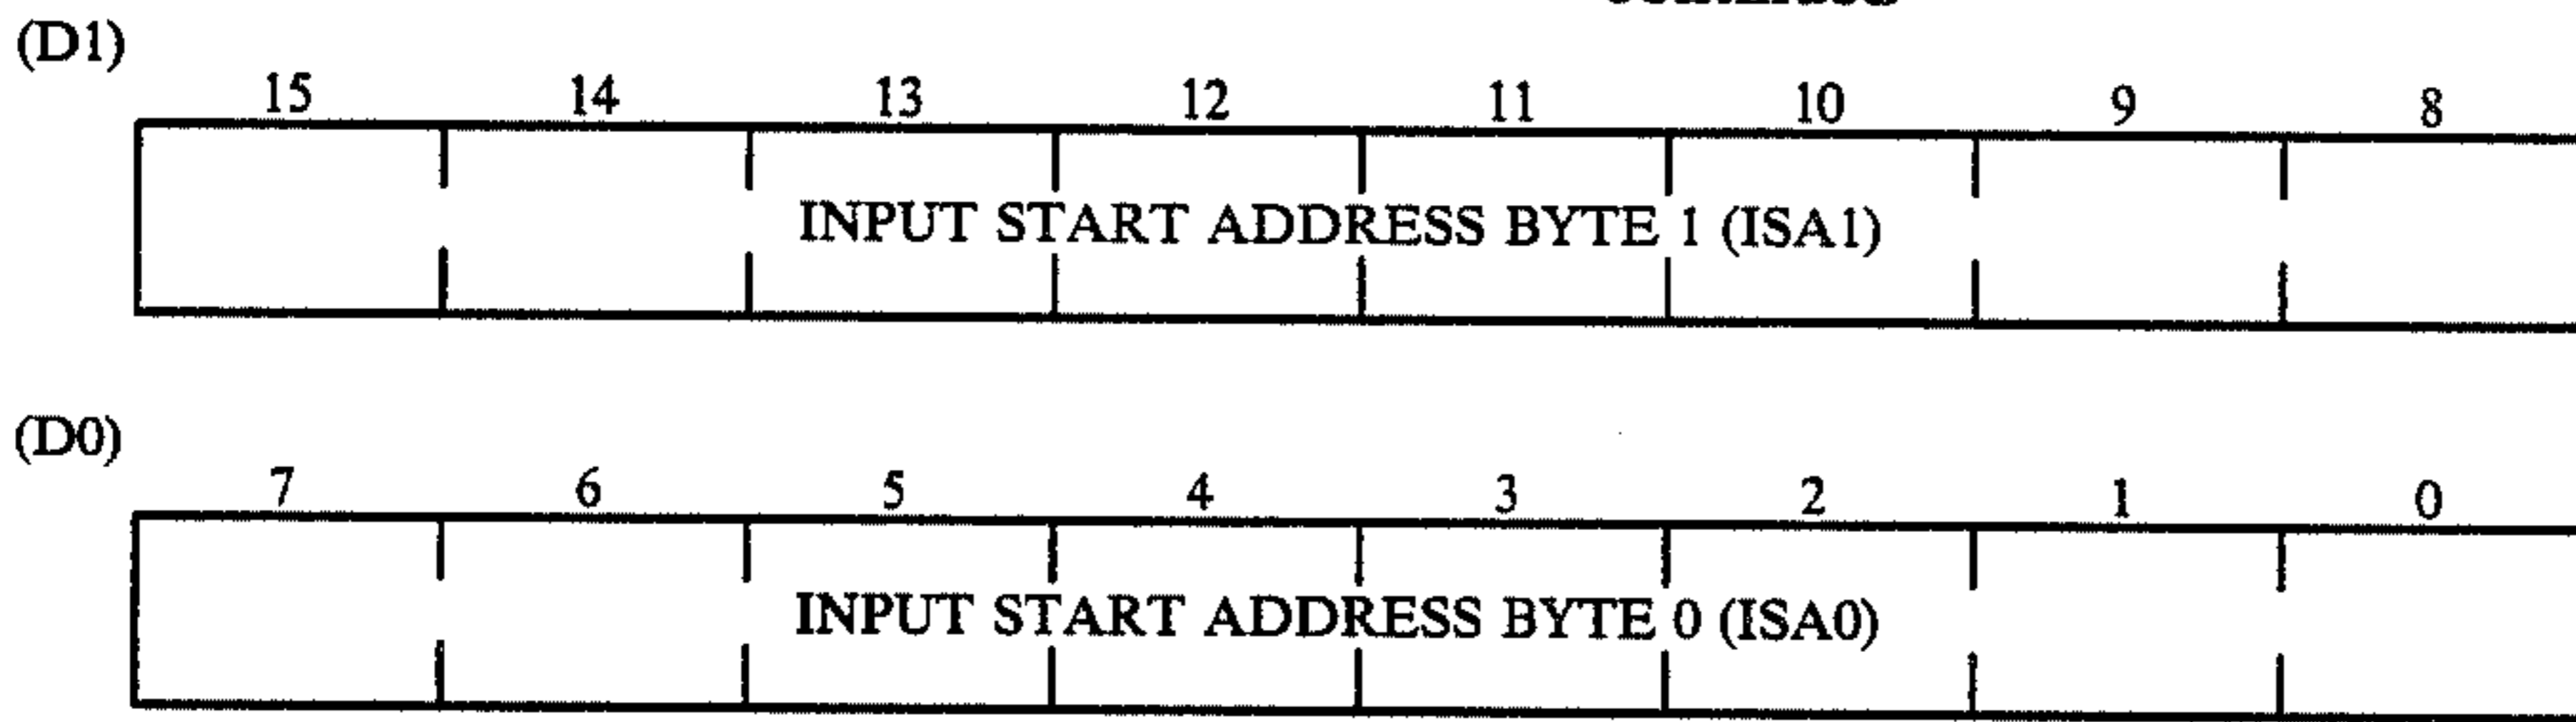 (D1)
15 14 13 12 11 10 9 8
INPUT START ADDRESS BYTE 1 (ISA1)
(D0)
7 6 5 4 3 2 1 0
INPUT START ADDRESS BYTE 0 (ISA0)